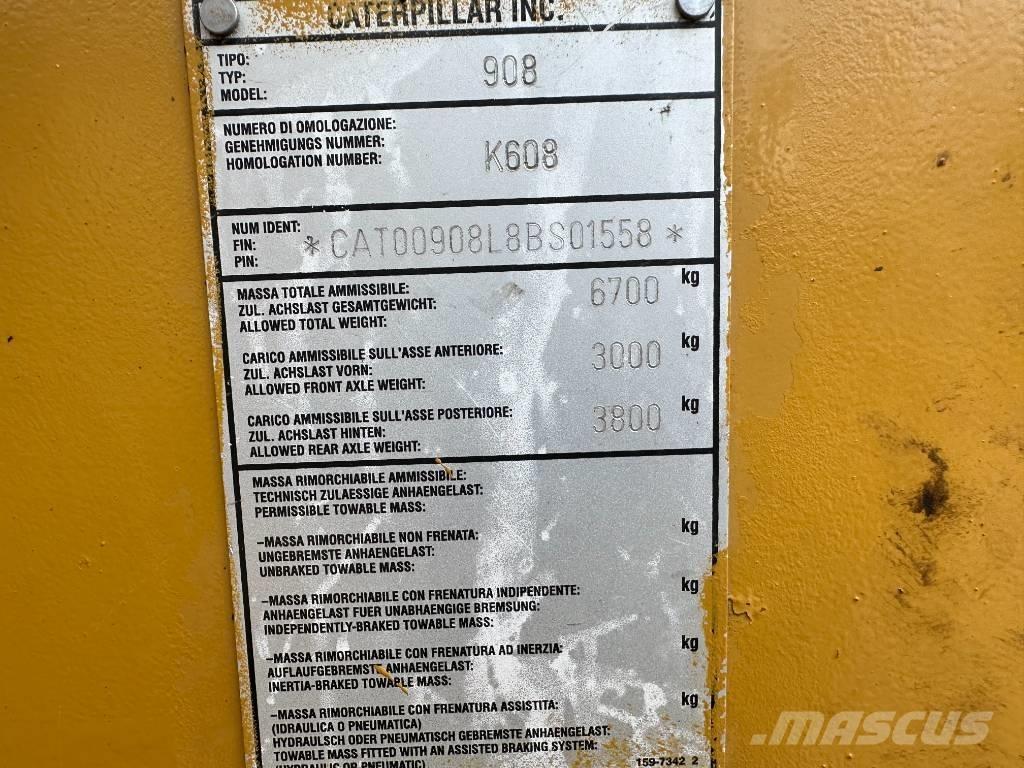 CATERPILLAR INC.
TIPO:
TYP:
MODEL:
908
NUMERO DI OMOLOGAZIONE:
GENEHMIGUNGS NUMMER:
HOMOLOGATION NUMBER:
K608
NUM IDENT:
FIN:
PIN:
*CAT00908L8BS01558*
MASSA TOTALE AMMISSIBILE:
ZUL. ACHSLAST GESAMTGEWICHT:
ALLOWED TOTAL WEIGHT:
6700 kg
CARICO AMMISSIBILE SULL'ASSE ANTERIORE:
ZUL. ACHSLAST VORN:
ALLOWED FRONT AXLE WEIGHT:
3000 kg
CARICO AMMISSIBILE SULL'ASSE POSTERIORE:
ZUL. ACHSLAST HINTEN:
ALLOWED REAR AXLE WEIGHT:
3800 kg
MASSA RIMORCHIABILE AMMISSIBILE:
TECHNISCH ZULAESSIGE ANHAENGELAST:
PERMISSIBLE TOWABLE MASS:
-MASSA RIMORCHIABILE NON FRENATA:
UNGEBREMSTE ANHAENGELAST:
UNBRAKED TOWABLE MASS:
kg
-MASSA RIMORCHIABILE CON FRENATURA INDIPENDENTE:
ANHAENGELAST FUER UNABHAENGIGE BREMSUNG:
INDEPENDENTLY-BRAKED TOWABLE MASS:
kg
-MASSA RIMORCHIABILE CON FRENATURA AD INERZIA:
AUFLAUFGEBREMSTE ANHAENGELAST:
INERTIA-BRAKED TOWAPLE MASS:
kg
-MASSA RIMORCHIABILE CON FRENATURA ASSISTITA:
(IDRAULICA O PNEUMATICA)
HYDRAULSCH ODER PNEUMATISCH GEBREMSTE ANHAENGELAST:
TOWABLE MASS FITTED WITH AN ASSISTED BRAKING SYSTEM:
(HYDRAULIC OR PNEUMATIC)
kg
159-7342 2
MASCUS